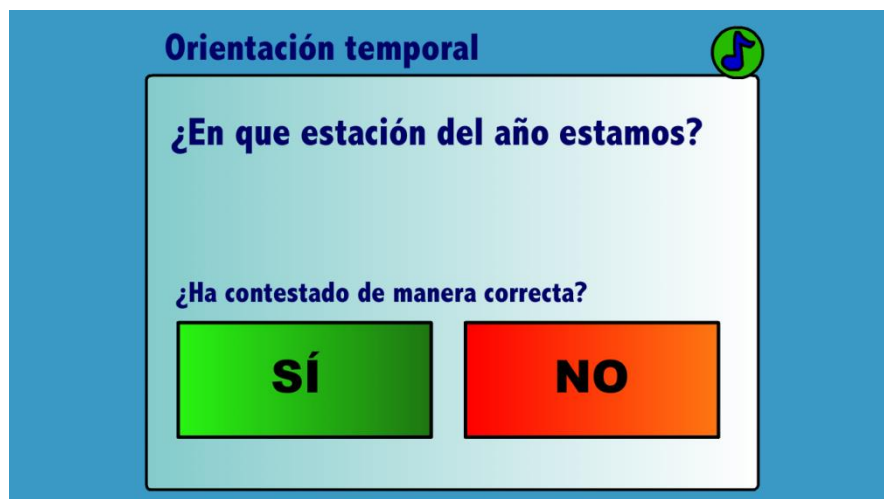 Orientación temporal
¿En que estación del año estamos?
¿Ha contestado de manera correcta?
SÍ
NO